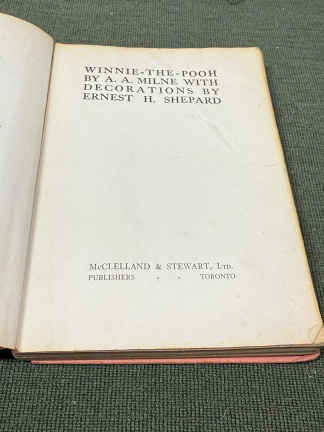 WINNIE-THE-POOH
BY A. A. MILNE WITH
DECORATIONS BY
ERNEST H. SHEPARD
McCLELLAND & STEWART, LTD.
PUBLISHERS - - TORONTO